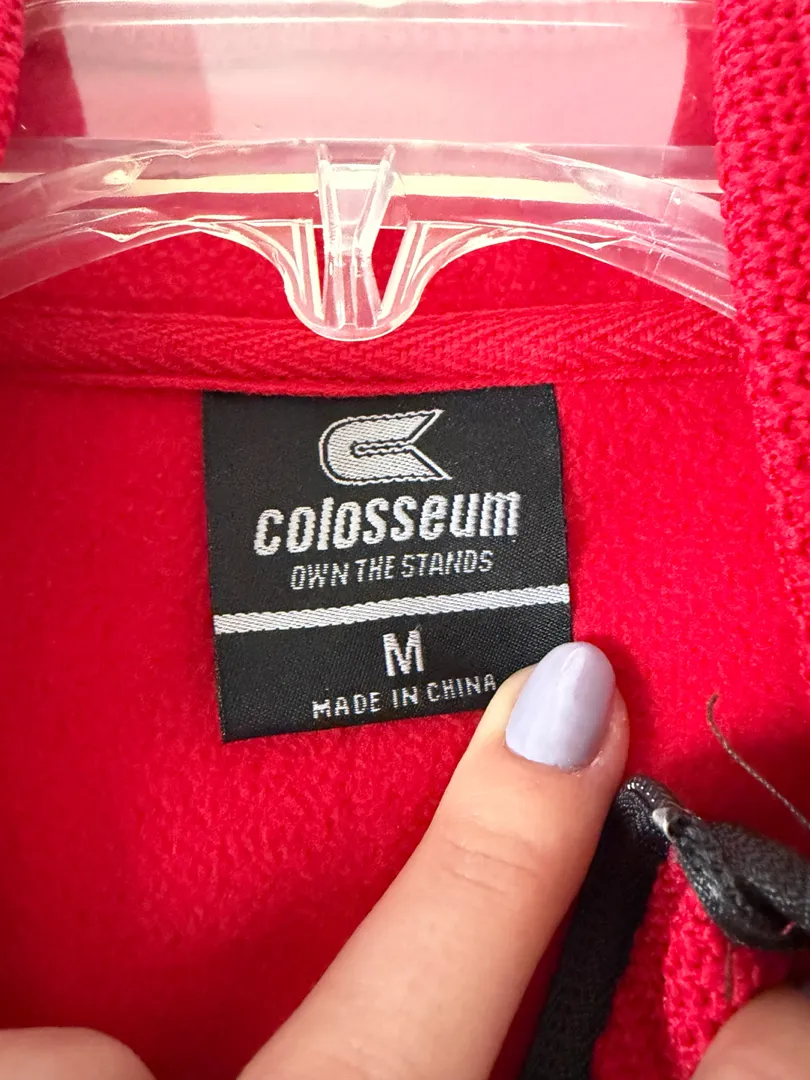 colosseum
OWN THE STANDS
M
MADE IN CHINA